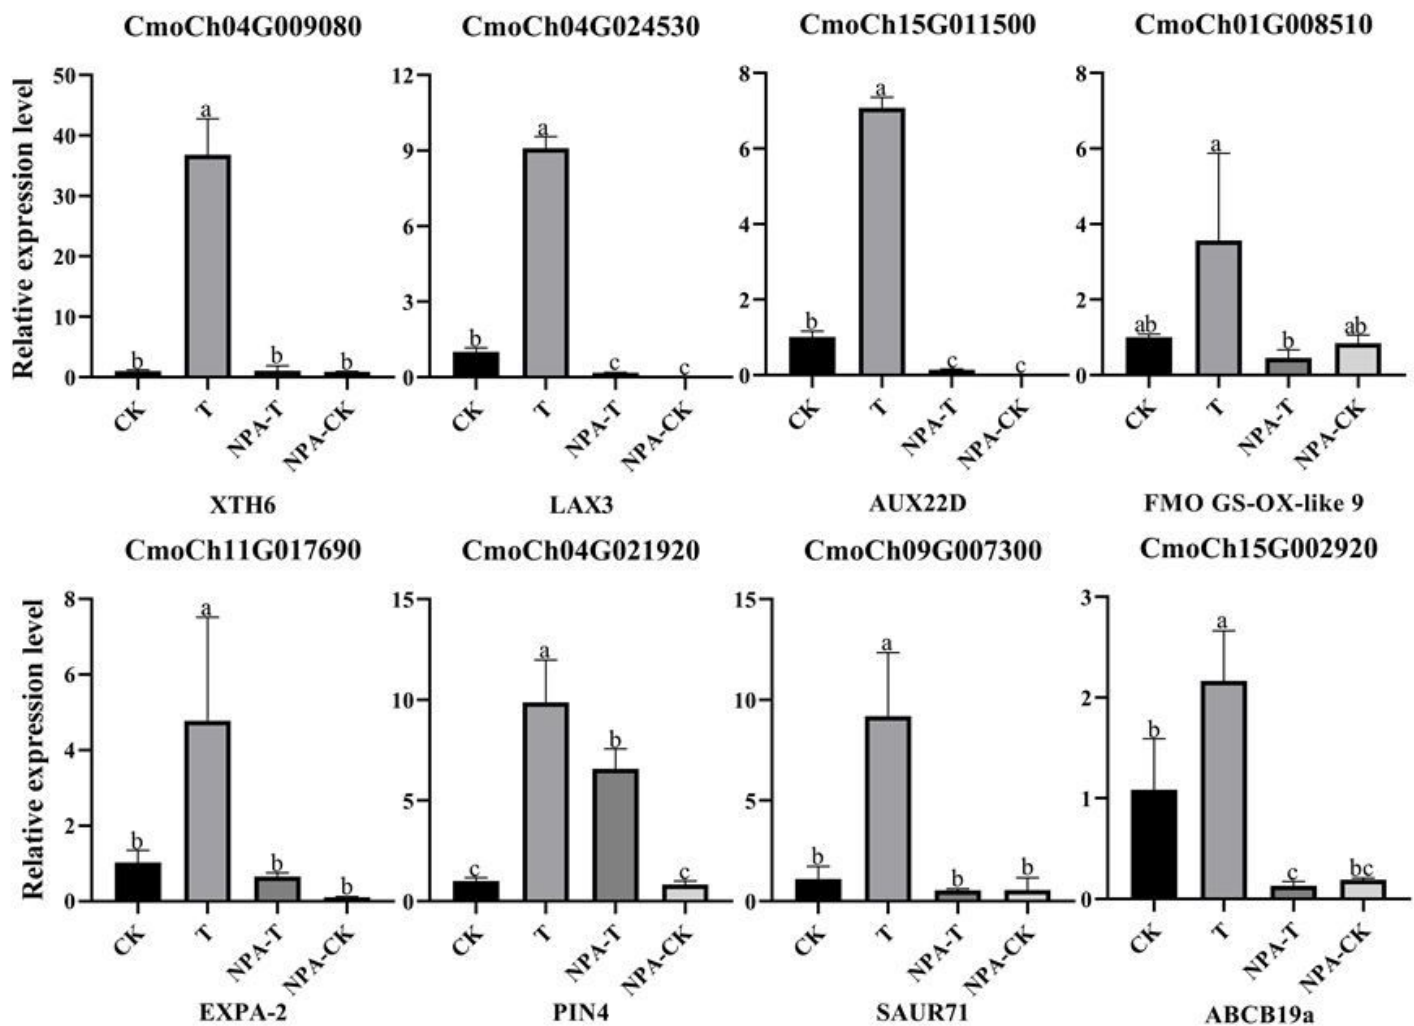 CmoCh04G009080
CmoCh04G024530
CmoCh15G011500
CmoCh01G008510
Relative expression level
50
40
30
20
10
0
b
a
b
b
CK
T
NPA-T
NPA-CK
XTH6
12
9
6
3
0
b
a
c
c
CK
T
NPA-T
NPA-CK
LAX3
8
6
4
2
0
b
a
c
c
CK
T
NPA-T
NPA-CK
AUX22D
8
6
4
2
0
ab
a
b
ab
CK
T
NPA-T
NPA-CK
FMO GS-OX-like 9
CmoCh11G017690
CmoCh04G021920
CmoCh09G007300
CmoCh15G002920
Relative expression level
8
6
4
2
0
b
a
b
b
CK
T
NPA-T
NPA-CK
EXPA-2
15
10
5
0
c
a
b
c
CK
T
NPA-T
NPA-CK
PIN4
15
10
5
0
b
a
b
b
CK
T
NPA-T
NPA-CK
SAUR71
3
2
1
0
b
a
c
bc
CK
T
NPA-T
NPA-CK
ABCB19a